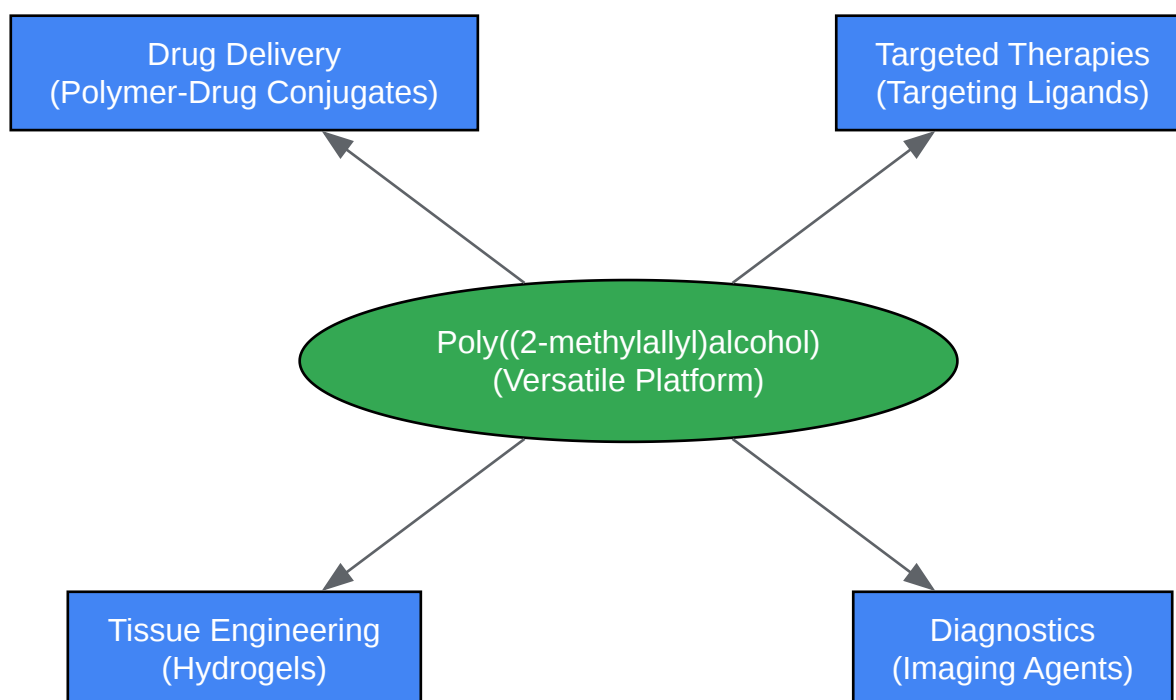 Drug Delivery
(Polymer-Drug Conjugates)
Targeted Therapies
(Targeting Ligands)
Poly((2-methylallyl)alcohol)
(Versatile Platform)
Tissue Engineering
(Hydrogels)
Diagnostics
(Imaging Agents)